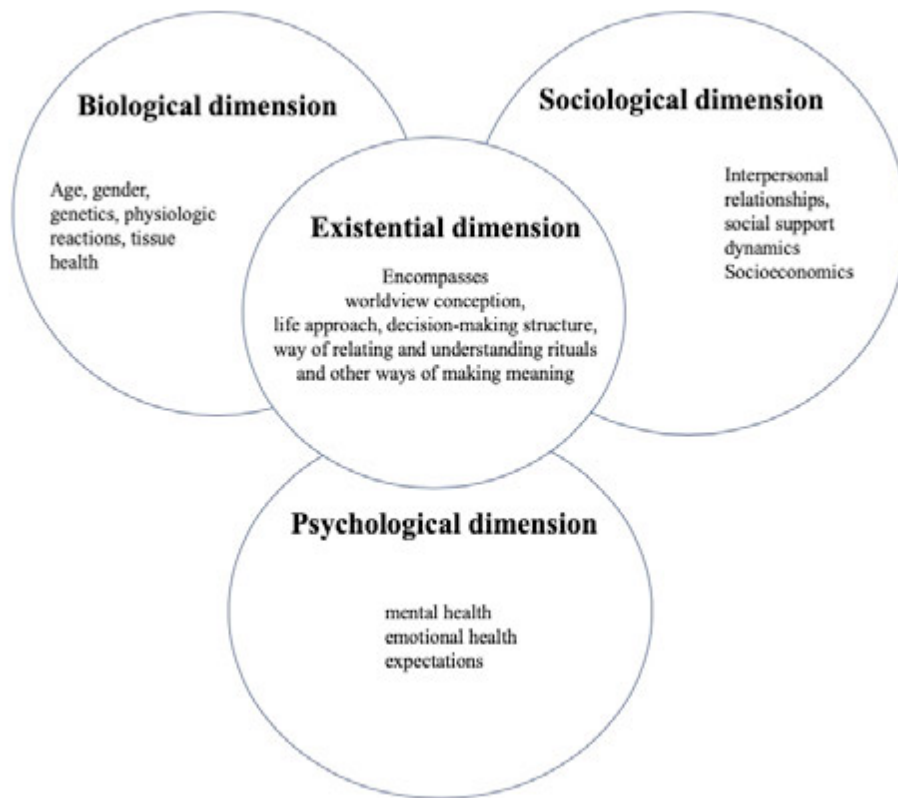 Biological dimension
Age, gender,
genetics, physiologic
reactions, tissue
health
Sociological dimension
Interpersonal
relationships,
social support
dynamics
Socioeconomics
Existential dimension
Encompasses
worldview conception,
life approach, decision-making structure,
way of relating and understanding rituals
and other ways of making meaning
Psychological dimension
mental health
emotional health
expectations